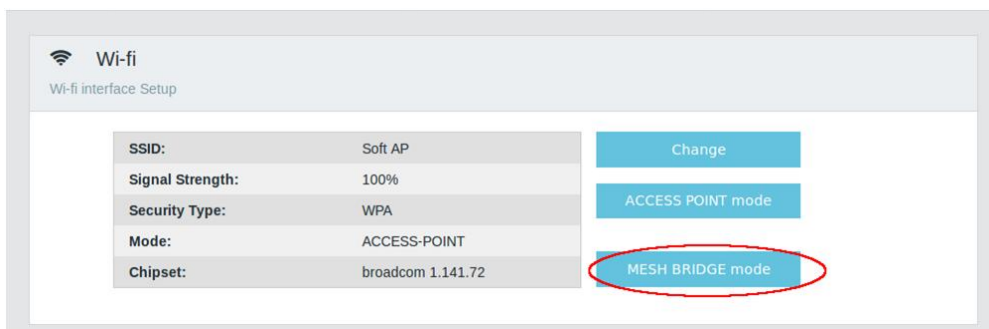 Wi-fi
Wi-fi interface Setup
SSID: Soft AP
Change
Signal Strength: 100%
ACCESS POINT mode
Security Type: WPA
Mode: ACCESS-POINT
Chipset: broadcom 1.141.72
MESH BRIDGE mode